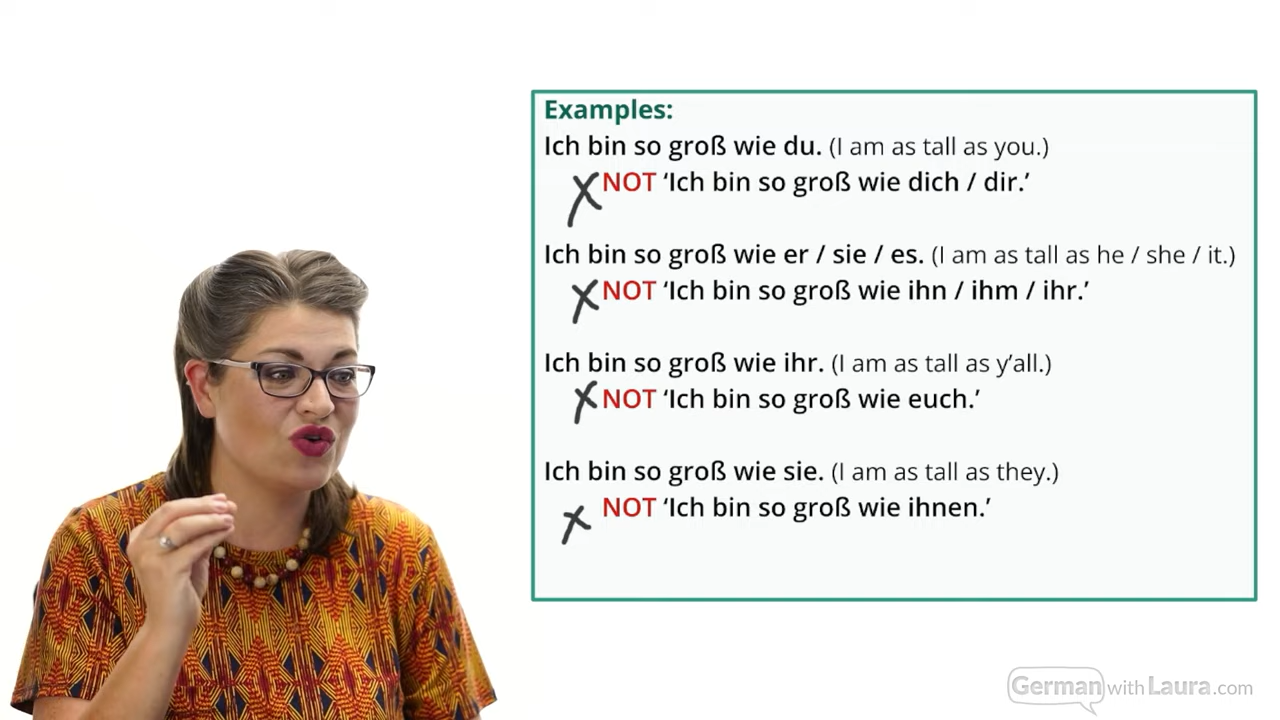 Examples:
Ich bin so groß wie du. (I am as tall as you.)
NOT ‘Ich bin so groß wie dich / dir.’
Ich bin so groß wie er / sie / es. (I am as tall as he / she / it.)
NOT ‘Ich bin so groß wie ihn / ihm / ihr.’
Ich bin so groß wie ihr. (I am as tall as y’all.)
NOT ‘Ich bin so groß wie euch.’
Ich bin so groß wie sie. (I am as tall as they.)
NOT ‘Ich bin so groß wie ihnen.’
German with Laura.com